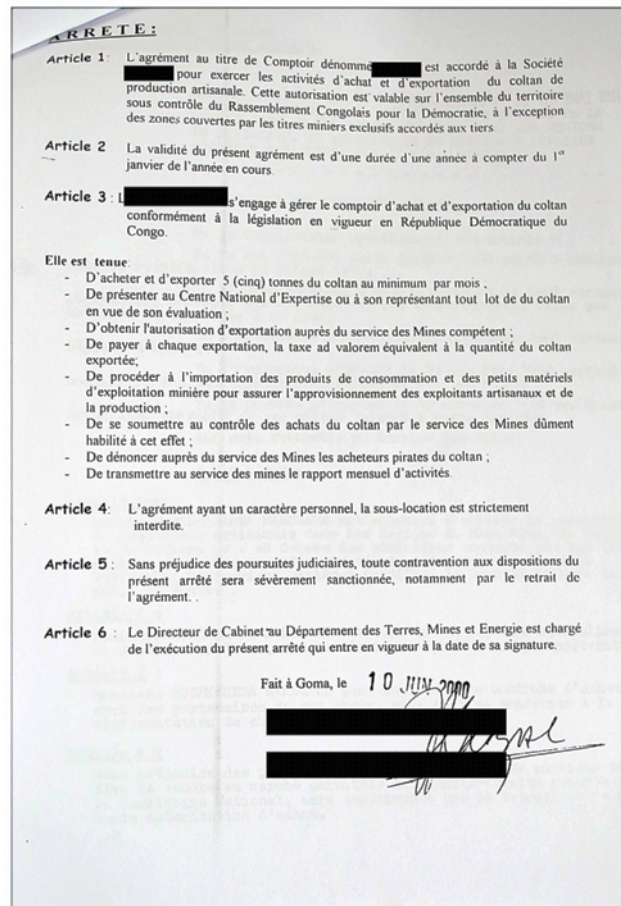 ARRETE:
Article 1: L'agrément au titre de Comptoir dénommé est accordé à la Société
pour exercer les activités d'achat et d'exportation du coltan de
production artisanale. Cette autorisation est valable sur l'ensemble du territoire
sous contrôle du Rassemblement Congolais pour la Démocratie, à l'exception
des zones couvertes par les titres miniers exclusifs accordés aux tiers
Article 2 La validité du présent agrément est d'une durée d'une année à compter du 1er
janvier de l'année en cours.
Article 3 : s'engage à gérer le comptoir d'achat et d'exportation du coltan
conformément à la législation en vigueur en République Démocratique du
Congo.
Elle est tenue:
- D'acheter et d'exporter 5 (cinq) tonnes du coltan au minimum par mois ;
- De présenter au Centre National d'Expertise ou à son représentant tout lot de du coltan
en vue de son évaluation ;
- D'obtenir l'autorisation d'exportation auprès du service des Mines compétent ;
- De payer à chaque exportation, la taxe ad valorem équivalent à la quantité du coltan
exportée;
- De procéder à l'importation des produits de consommation et des petits matériels
d'exploitation minière pour assurer l'approvisionnement des exploitants artisanaux et de
la production ;
- De se soumettre au contrôle des achats du coltan par le service des Mines dûment
habilité à cet effet ;
- De dénoncer auprès du service des Mines les acheteurs pirates du coltan ;
- De transmettre au service des mines le rapport mensuel d'activités.
Article 4: L'agrément ayant un caractère personnel, la sous-location est strictement
interdite.
Article 5 : Sans préjudice des poursuites judiciaires, toute contravention aux dispositions du
présent arrêté sera sévèrement sanctionnée, notamment par le retrait de
l'agrément. .
Article 6 : Le Directeur de Cabinet au Département des Terres, Mines et Energie est chargé
de l'exécution du présent arrêté qui entre en vigueur à la date de sa signature.
Fait à Goma, le 10 JUIN 2000